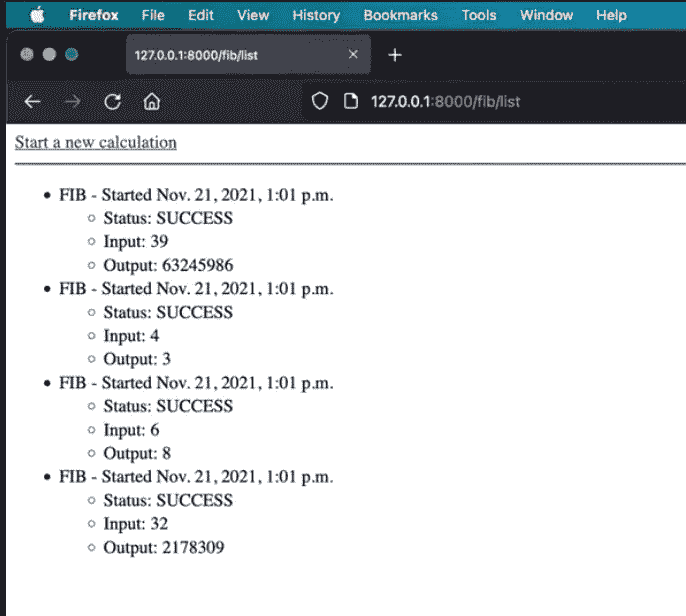 Firefox File Edit View History Bookmarks Tools Window Help
127.0.0.1:8000/fib/list
127.0.0.1:8000/fib/list
Start a new calculation
FIB - Started Nov. 21, 2021, 1:01 p.m.
Status: SUCCESS
Input: 39
Output: 63245986
FIB - Started Nov. 21, 2021, 1:01 p.m.
Status: SUCCESS
Input: 4
Output: 3
FIB - Started Nov. 21, 2021, 1:01 p.m.
Status: SUCCESS
Input: 6
Output: 8
FIB - Started Nov. 21, 2021, 1:01 p.m.
Status: SUCCESS
Input: 32
Output: 2178309